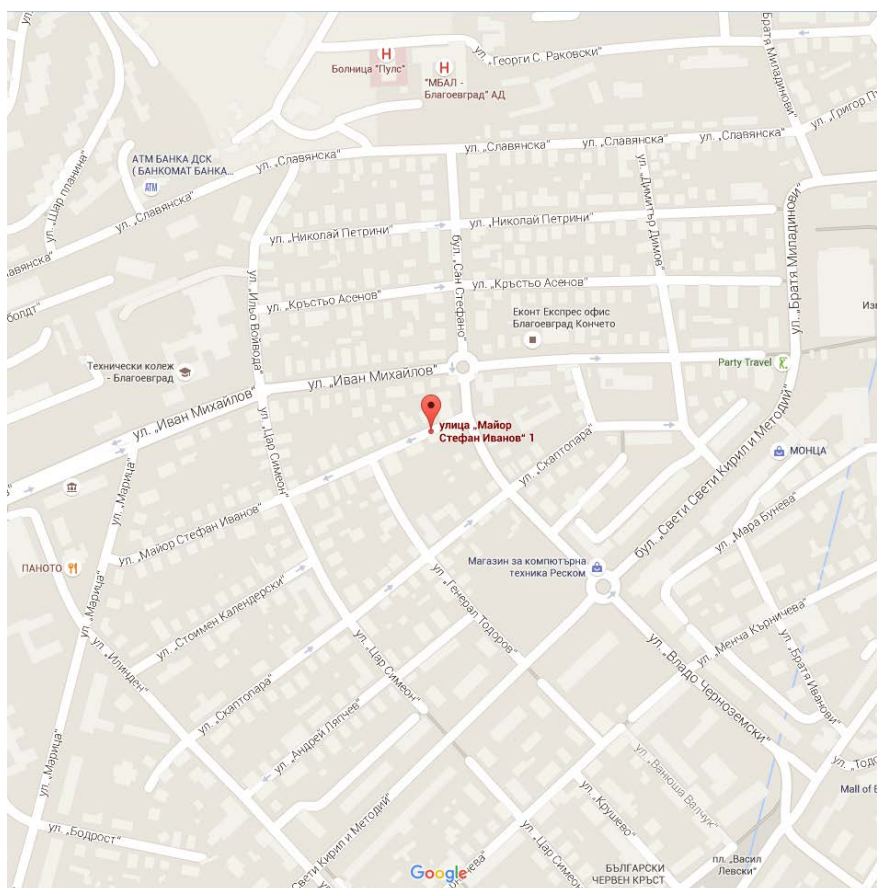 ул. „Георги С. Раковски“
Болница "Пулс"
"МБАЛ -
Благоевград" АД
Братя Миладинови“
ул. „Славянска“
ул. „Славянска“
ул. „Славянска“
ул. „Григор
АТМ БАНКА ДСК
( БАНКОМАТ БАНКА...
ATM
ул. „Шар планина“
ул. „Славянска“
ул. „Николай Петрини“
ул. „Николай Петрини“
ул. „Димитър Димов“
бул. „Сан Стефано“
ул. „Братя Миладинови“
ул. „Ильо Войвода“
ул. „Кръстьо Асенов“
ул. „Кръстьо Асенов“
Еконт Експрес офис
Благоевград Кончето
Технически колеж
- Благоевград
Party Travel
ул. „Иван Михайлов“
ул. „Иван Михайлов“
улица „Майор
Стефан Иванов“ 1
ул. „Цар Симеон“
ул. „Марица“
ул. „Скаптопара“
МОНЦА
бул. „Свети Свети Кирил и Методий“
ул. „Мара Бунева“
ул. „Майор Стефан Иванов“
ПАНОТО
Магазин за компютърна
техника Реском
ул. „Марица“
ул. „Стоимен Календерски“
ул. „Генерал Тодоров“
ул. „Менча Кърничева“
ул. „Илинден“
ул. „Цар Симеон“
ул. „Владо Черноземски“
ул. „Братя Иванови“
ул. „Скаптопара“
ул. „Андрей Ляпчев“
ул. „Марица“
ул. „Ванюша Валчук“
ул. „Крушево“
Mall of
ул. „Бодрост“
Свети Кирил и Методий“
ул. „Цар
Google
БЪЛГАРСКИ
ЧЕРВЕН КРЪСТ
пл. „Васил
Левски“